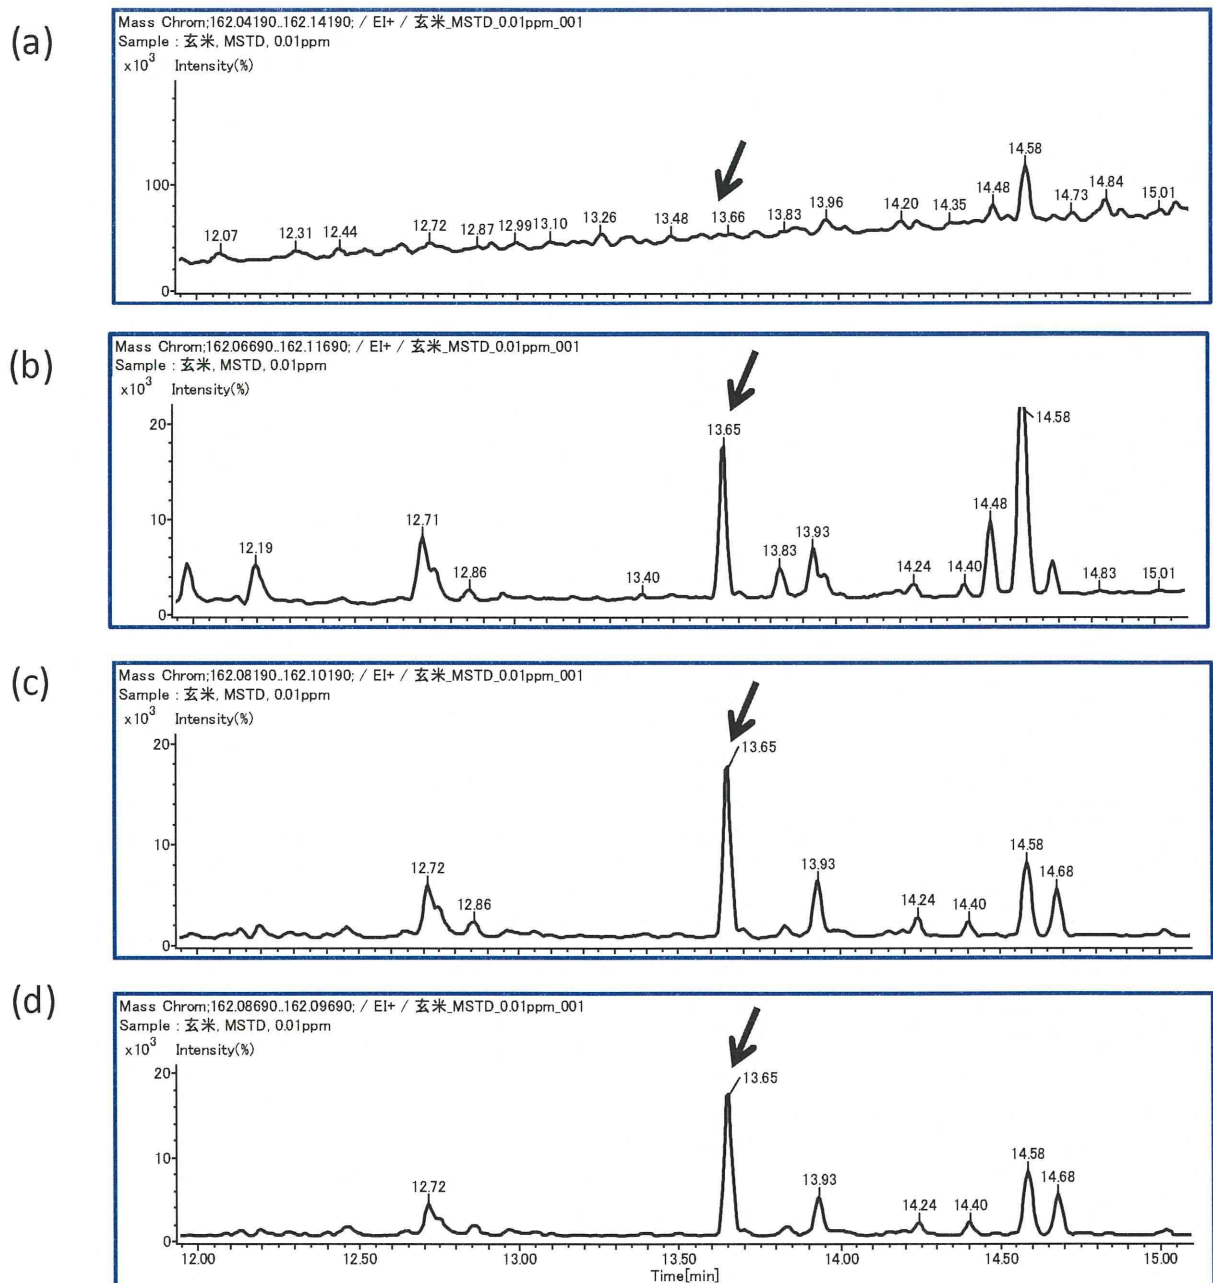 (a)
Mass Chrom;162.04190..162.14190; / EI+ / 玄米_MSTD_0.01ppm_001
Sample : 玄米, MSTD, 0.01ppm
x10³ Intensity(%)
100
0
12.07 12.31 12.44 12.72 12.87 12.99 13.10 13.26 13.48 13.66 13.83 13.96 14.20 14.35 14.48 14.58 14.73 14.84 15.01
(b)
Mass Chrom;162.06690..162.11690; / EI+ / 玄米_MSTD_0.01ppm_001
Sample : 玄米, MSTD, 0.01ppm
x10³ Intensity(%)
20
10
0
12.19 12.71 12.86 13.40 13.65 13.83 13.93 14.24 14.40 14.48 14.58 14.83 15.01
(c)
Mass Chrom;162.08190..162.10190; / EI+ / 玄米_MSTD_0.01ppm_001
Sample : 玄米, MSTD, 0.01ppm
x10³ Intensity(%)
20
10
0
12.72 12.86 13.65 13.93 14.24 14.40 14.58 14.68
(d)
Mass Chrom;162.08690..162.09690; / EI+ / 玄米_MSTD_0.01ppm_001
Sample : 玄米, MSTD, 0.01ppm
x10³ Intensity(%)
20
10
0
12.72 13.65 13.93 14.24 14.40 14.58 14.68
12.00 12.50 13.00 13.50 14.00 14.50 15.00
Time[min]